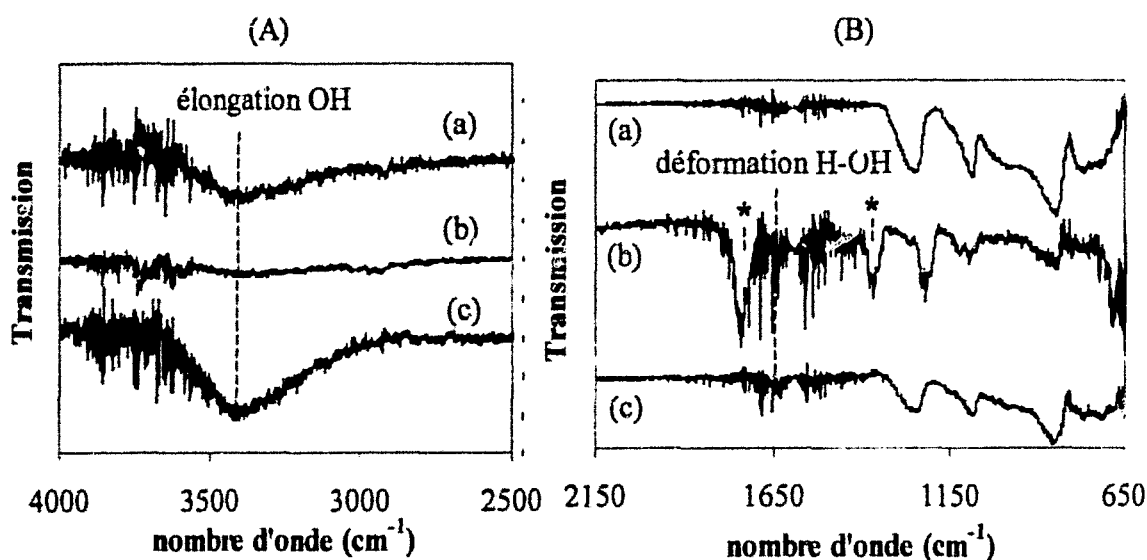 (A)
(B)
élongation OH
(a)
(b)
(c)
Transmission
4000
3500
3000
2500
nombre d'onde (cm-1)
(a)
déformation H-OH
*
*
(b)
(c)
Transmission
2150
1650
1150
650
nombre d'onde (cm-1)